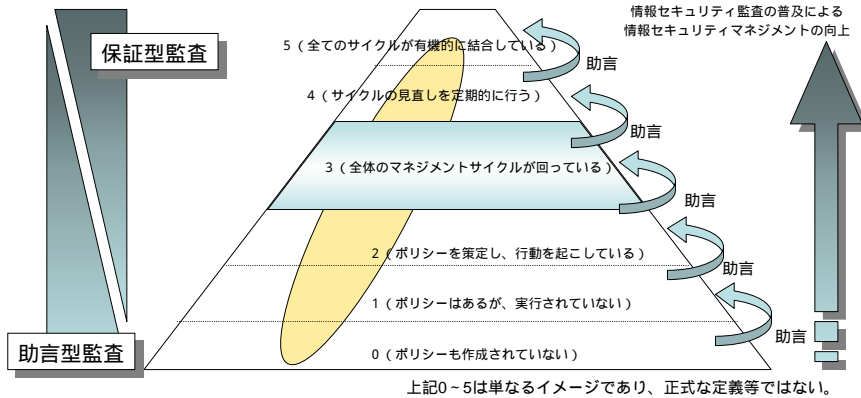 情報セキュリティ監査の普及による
情報セキュリティマネジメントの向上
保証型監査
5(全てのサイクルが有機的に結合している)
助言
4(サイクルの見直しを定期的に行う)
助言
3(全体のマネジメントサイクルが回っている)
助言
2(ポリシーを策定し、行動を起こしている)
助言
1(ポリシーはあるが、実行されていない)
助言
助言型監査
0(ポリシーも作成されていない)
上記0~5は単なるイメージであり、正式な定義等ではない。